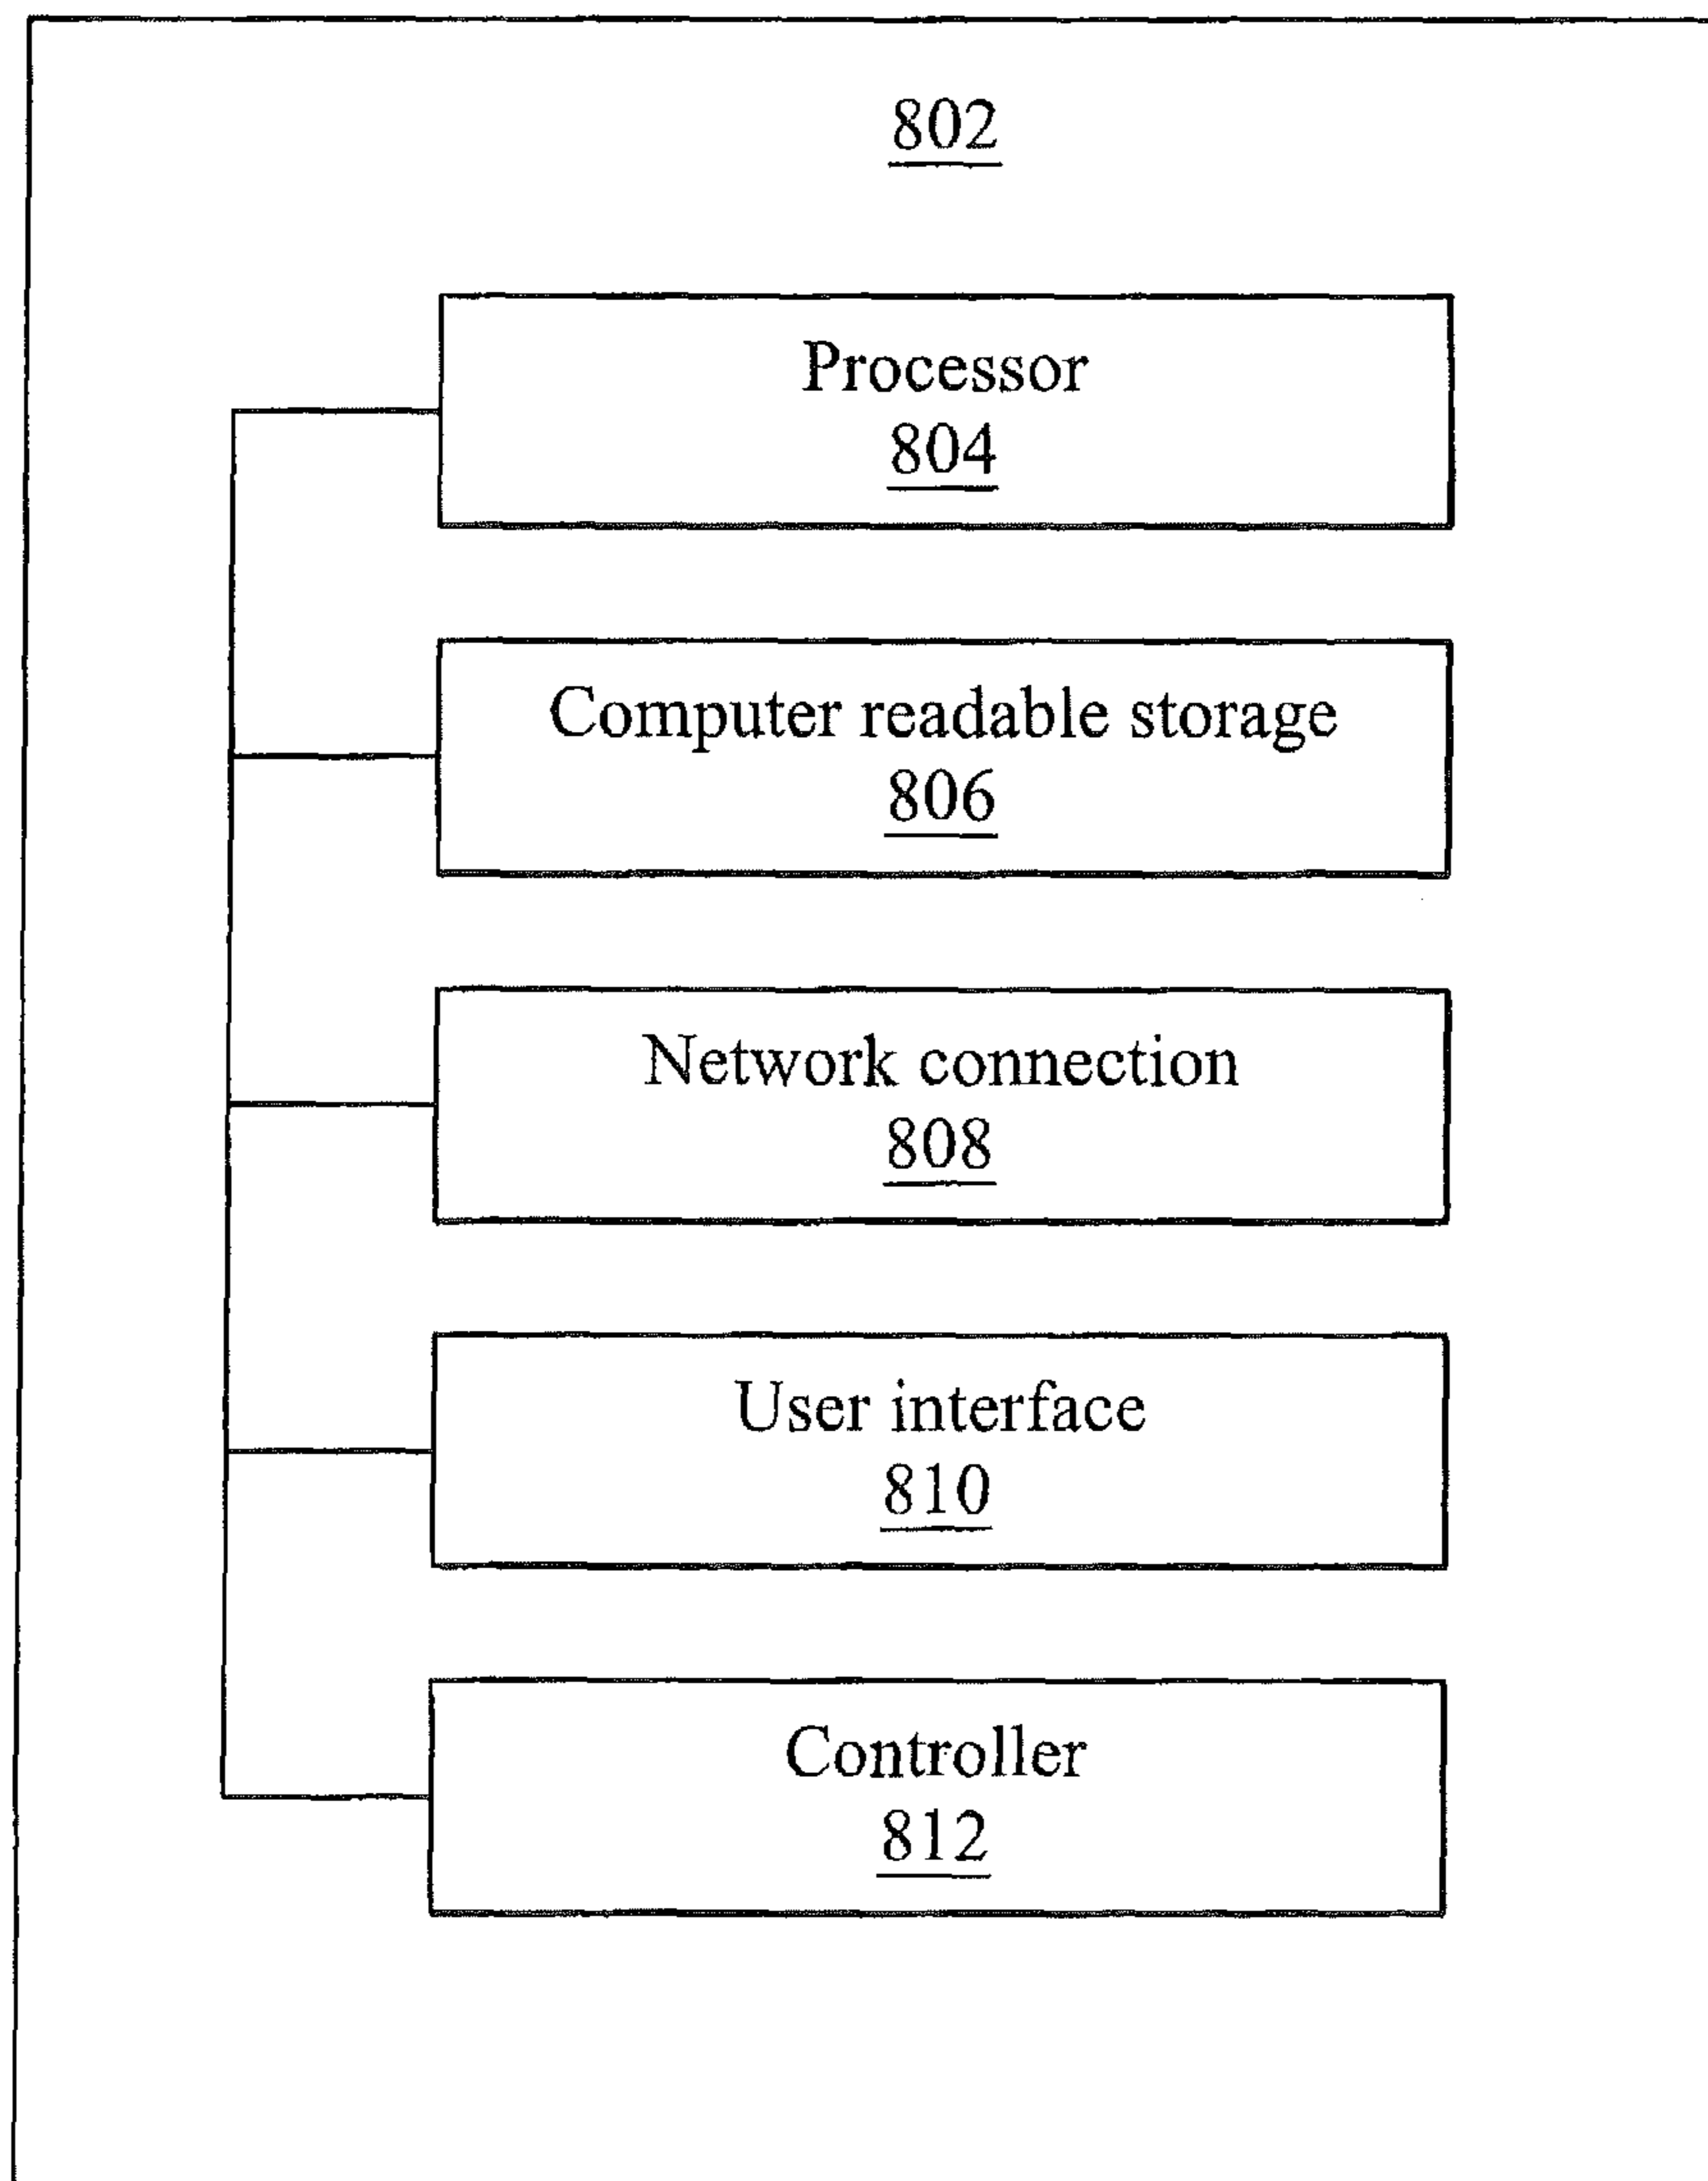 802
Processor
804
Computer readable storage
806
Network connection
808
User interface
810
Controller
812